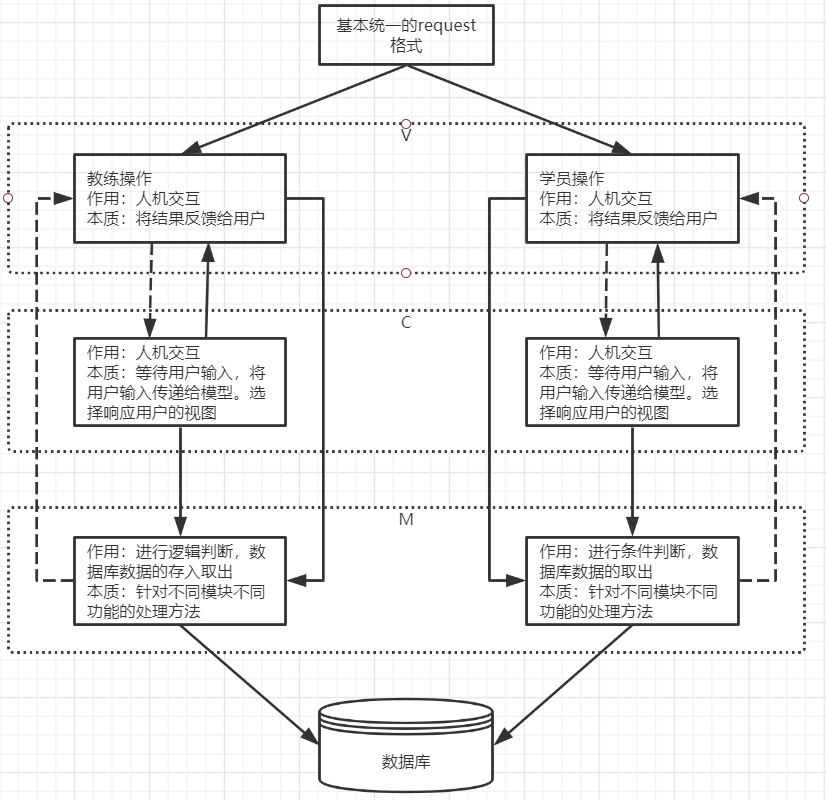 基本统一的request
格式
V
教练操作
作用：人机交互
本质：将结果反馈给用户
学员操作
作用：人机交互
本质：将结果反馈给用户
C
作用：人机交互
本质：等待用户输入，将
用户输入传递给模型。选
择响应用户的视图
作用：人机交互
本质：等待用户输入，将
用户输入传递给模型。选
择响应用户的视图
M
作用：进行逻辑判断，数
据库数据的存入取出
本质：针对不同模块不同
功能的处理方法
作用：进行条件判断，数
据库数据的取出
本质：针对不同模块不同
功能的处理方法
数据库